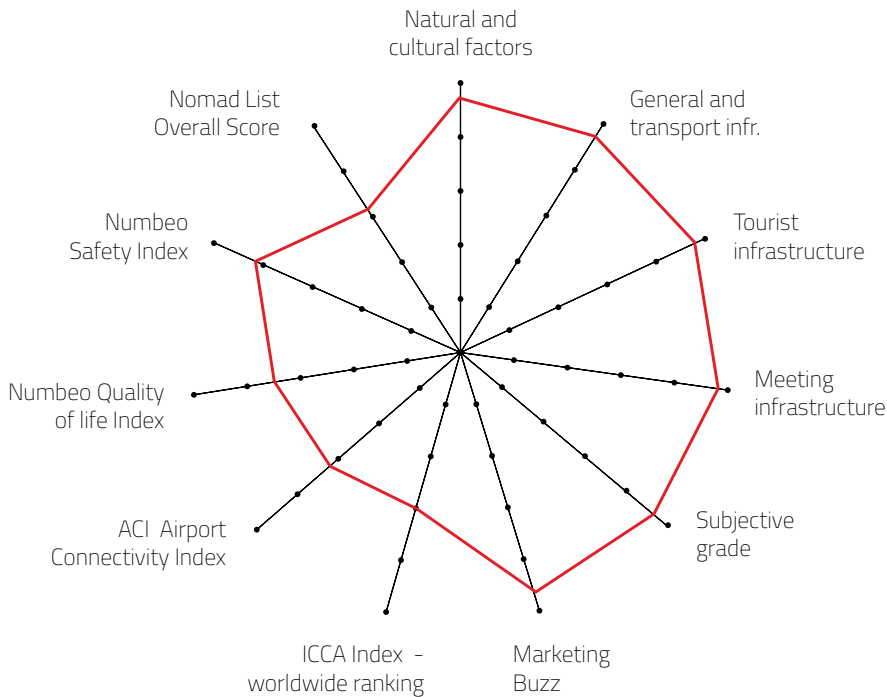 Natural and
cultural factors
General and
transport infr.
Tourist
infrastructure
Meeting
infrastructure
Subjective
grade
Marketing
Buzz
ICCA Index -
worldwide ranking
ACI Airport
Connectivity Index
Numbeo Quality
of life Index
Numbeo
Safety Index
Nomad List
Overall Score